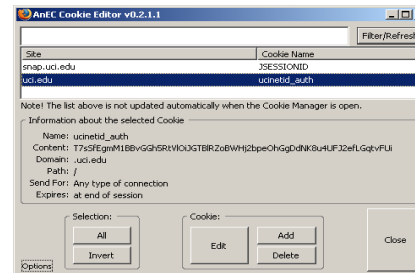 AnEC Cookie Editor v0.2.1.1
Filter/Refresh
Site Cookie Name
snap.uci.edu JSESSIONID
uci.edu ucinetid_auth
Note! The list above is not updated automatically when the Cookie Manager is open.
Information about the selected Cookie
Name: ucinetid_auth
Content: T7sSfEgmM1BBvGGh5RtVlOiJGTBlRZoBWHj2bpeOhGgDdNK8u4UFJ2efLGqtvFUi
Domain: .uci.edu
Path: /
Send For: Any type of connection
Expires: at end of session
Selection: Cookie:
All Add
Edit Close
Invert Delete
Options